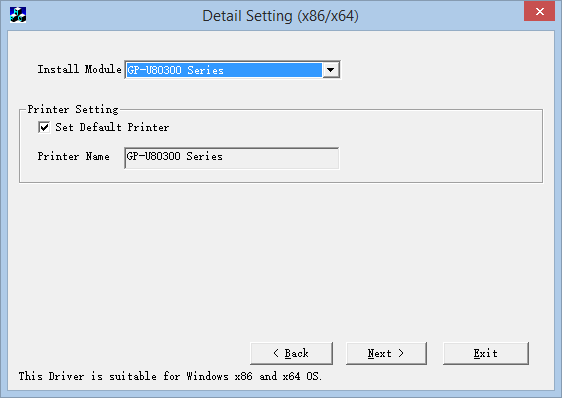 Detail Setting (x86/x64)
Install Module GP-U80300 Series
Printer Setting
Set Default Printer
Printer Name GP-U80300 Series
< Back Next > Exit
This Driver is suitable for Windows x86 and x64 OS.